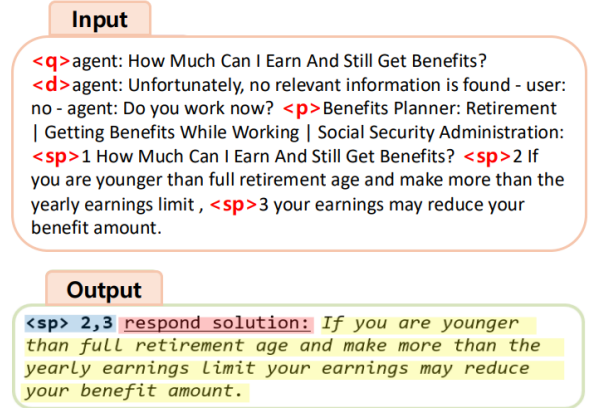 Input
<q>agent: How Much Can I Earn And Still Get Benefits?
<d>agent: Unfortunately, no relevant information is found - user:
no - agent: Do you work now? <p>Benefits Planner: Retirement
| Getting Benefits While Working | Social Security Administration:
<sp>1 How Much Can I Earn And Still Get Benefits? <sp>2 If
you are younger than full retirement age and make more than the
yearly earnings limit , <sp>3 your earnings may reduce your
benefit amount.
Output
<sp> 2,3 respond solution: If you are younger
than full retirement age and make more than the
yearly earnings limit your earnings may reduce
your benefit amount.